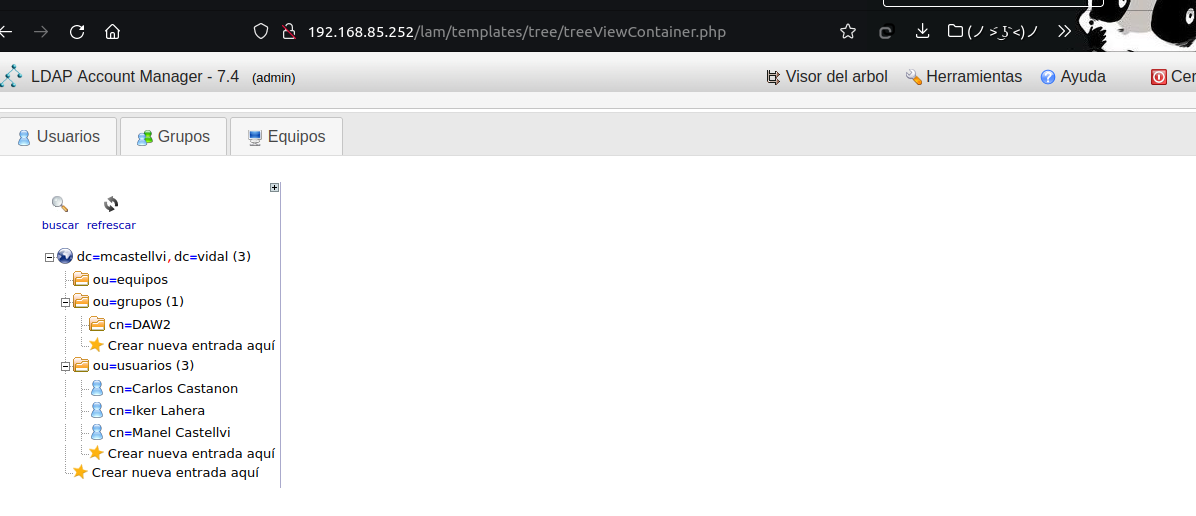 192.168.85.252/lam/templates/tree/treeViewContainer.php
LDAP Account Manager - 7.4 (admin) Visor del arbol Herramientas Ayuda Cer
Usuarios Grupos Equipos
buscar refrescar
dc=mcastellvi,dc=vidal (3)
ou=equipos
ou=grupos (1)
cn=DAW2
Crear nueva entrada aquí
ou=usuarios (3)
cn=Carlos Castanon
cn=Iker Lahera
cn=Manel Castellvi
Crear nueva entrada aquí
Crear nueva entrada aquí